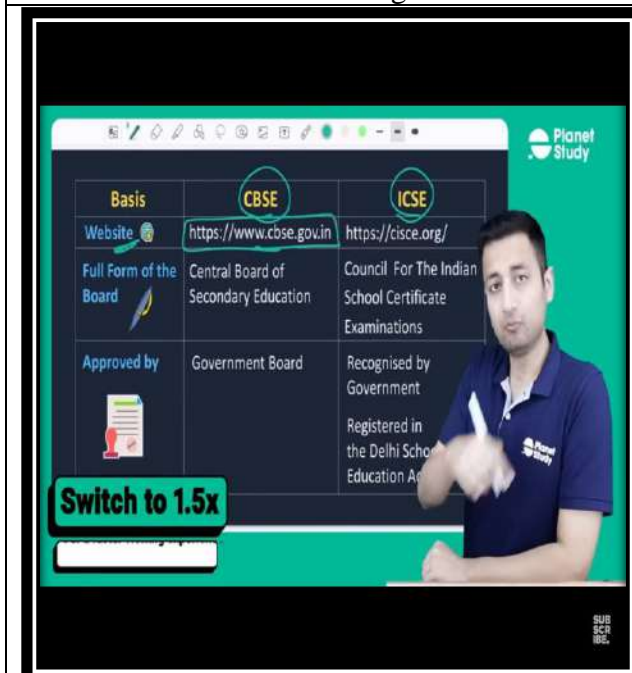 Planet
Study
Basis
CBSE
ICSE
Website
https://www.cbse.gov.in
https://cisce.org/
Full Form of the
Board
Central Board of
Secondary Education
Council For The Indian
School Certificate
Examinations
Approved by
Government Board
Recognised by
Government
Registered in
the Delhi
Education
Planet
Study
Switch to 1.5x
SUB
SCR
IBE.